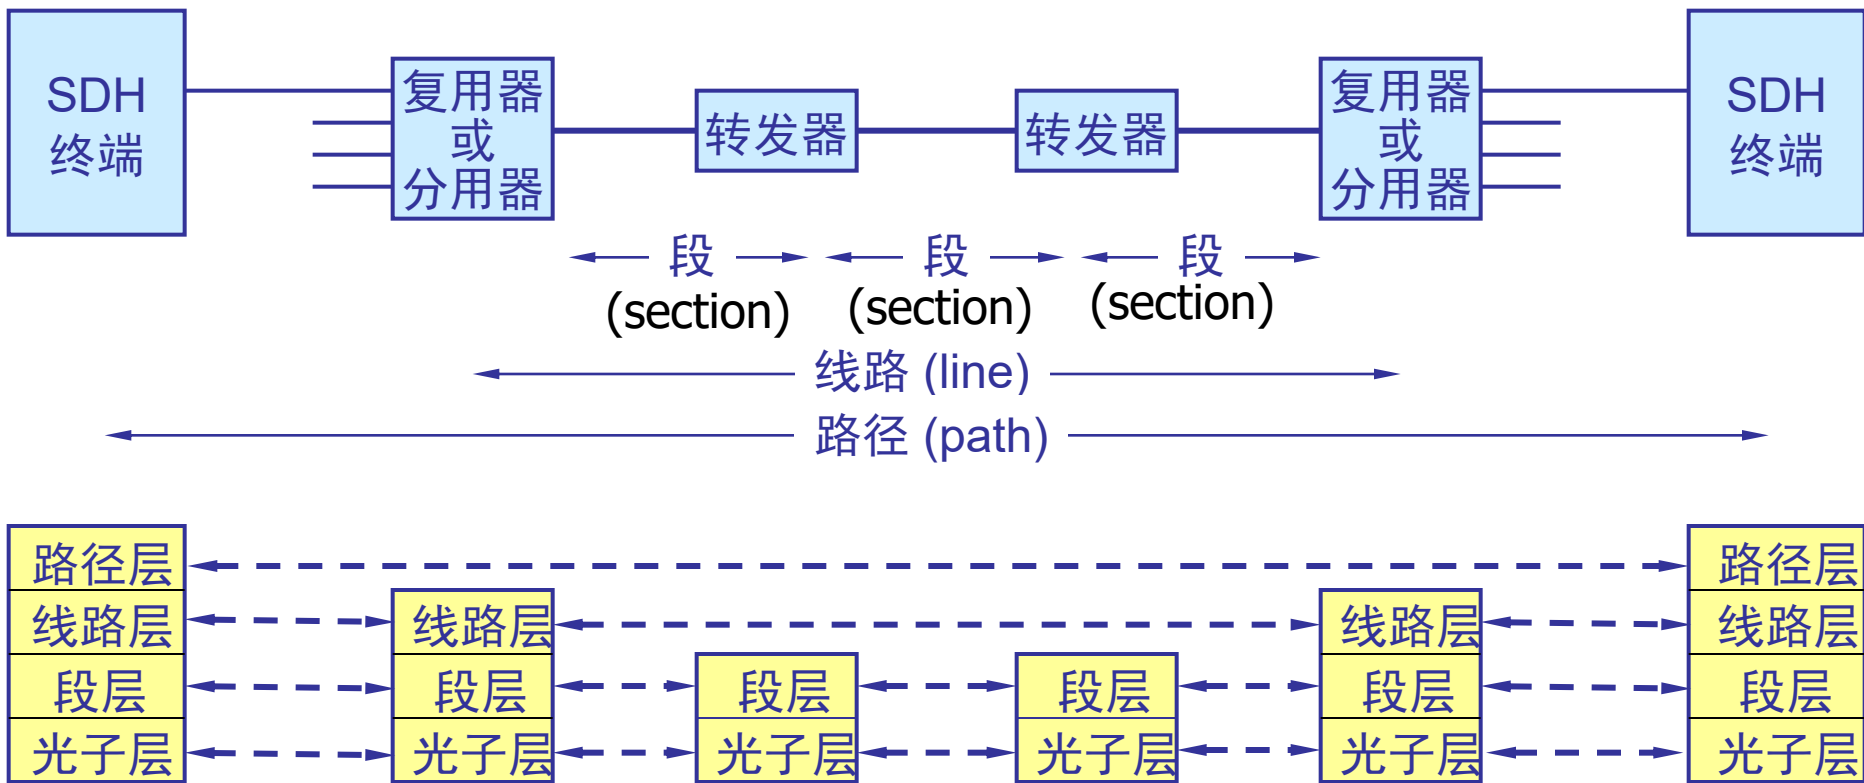 SDH
终端
复用器
或
分用器
转发器
转发器
复用器
或
分用器
SDH
终端
段
(section)
段
(section)
段
(section)
线路 (line)
路径 (path)
路径层
路径层
线路层
线路层
线路层
线路层
段层
段层
段层
段层
段层
段层
光子层
光子层
光子层
光子层
光子层
光子层